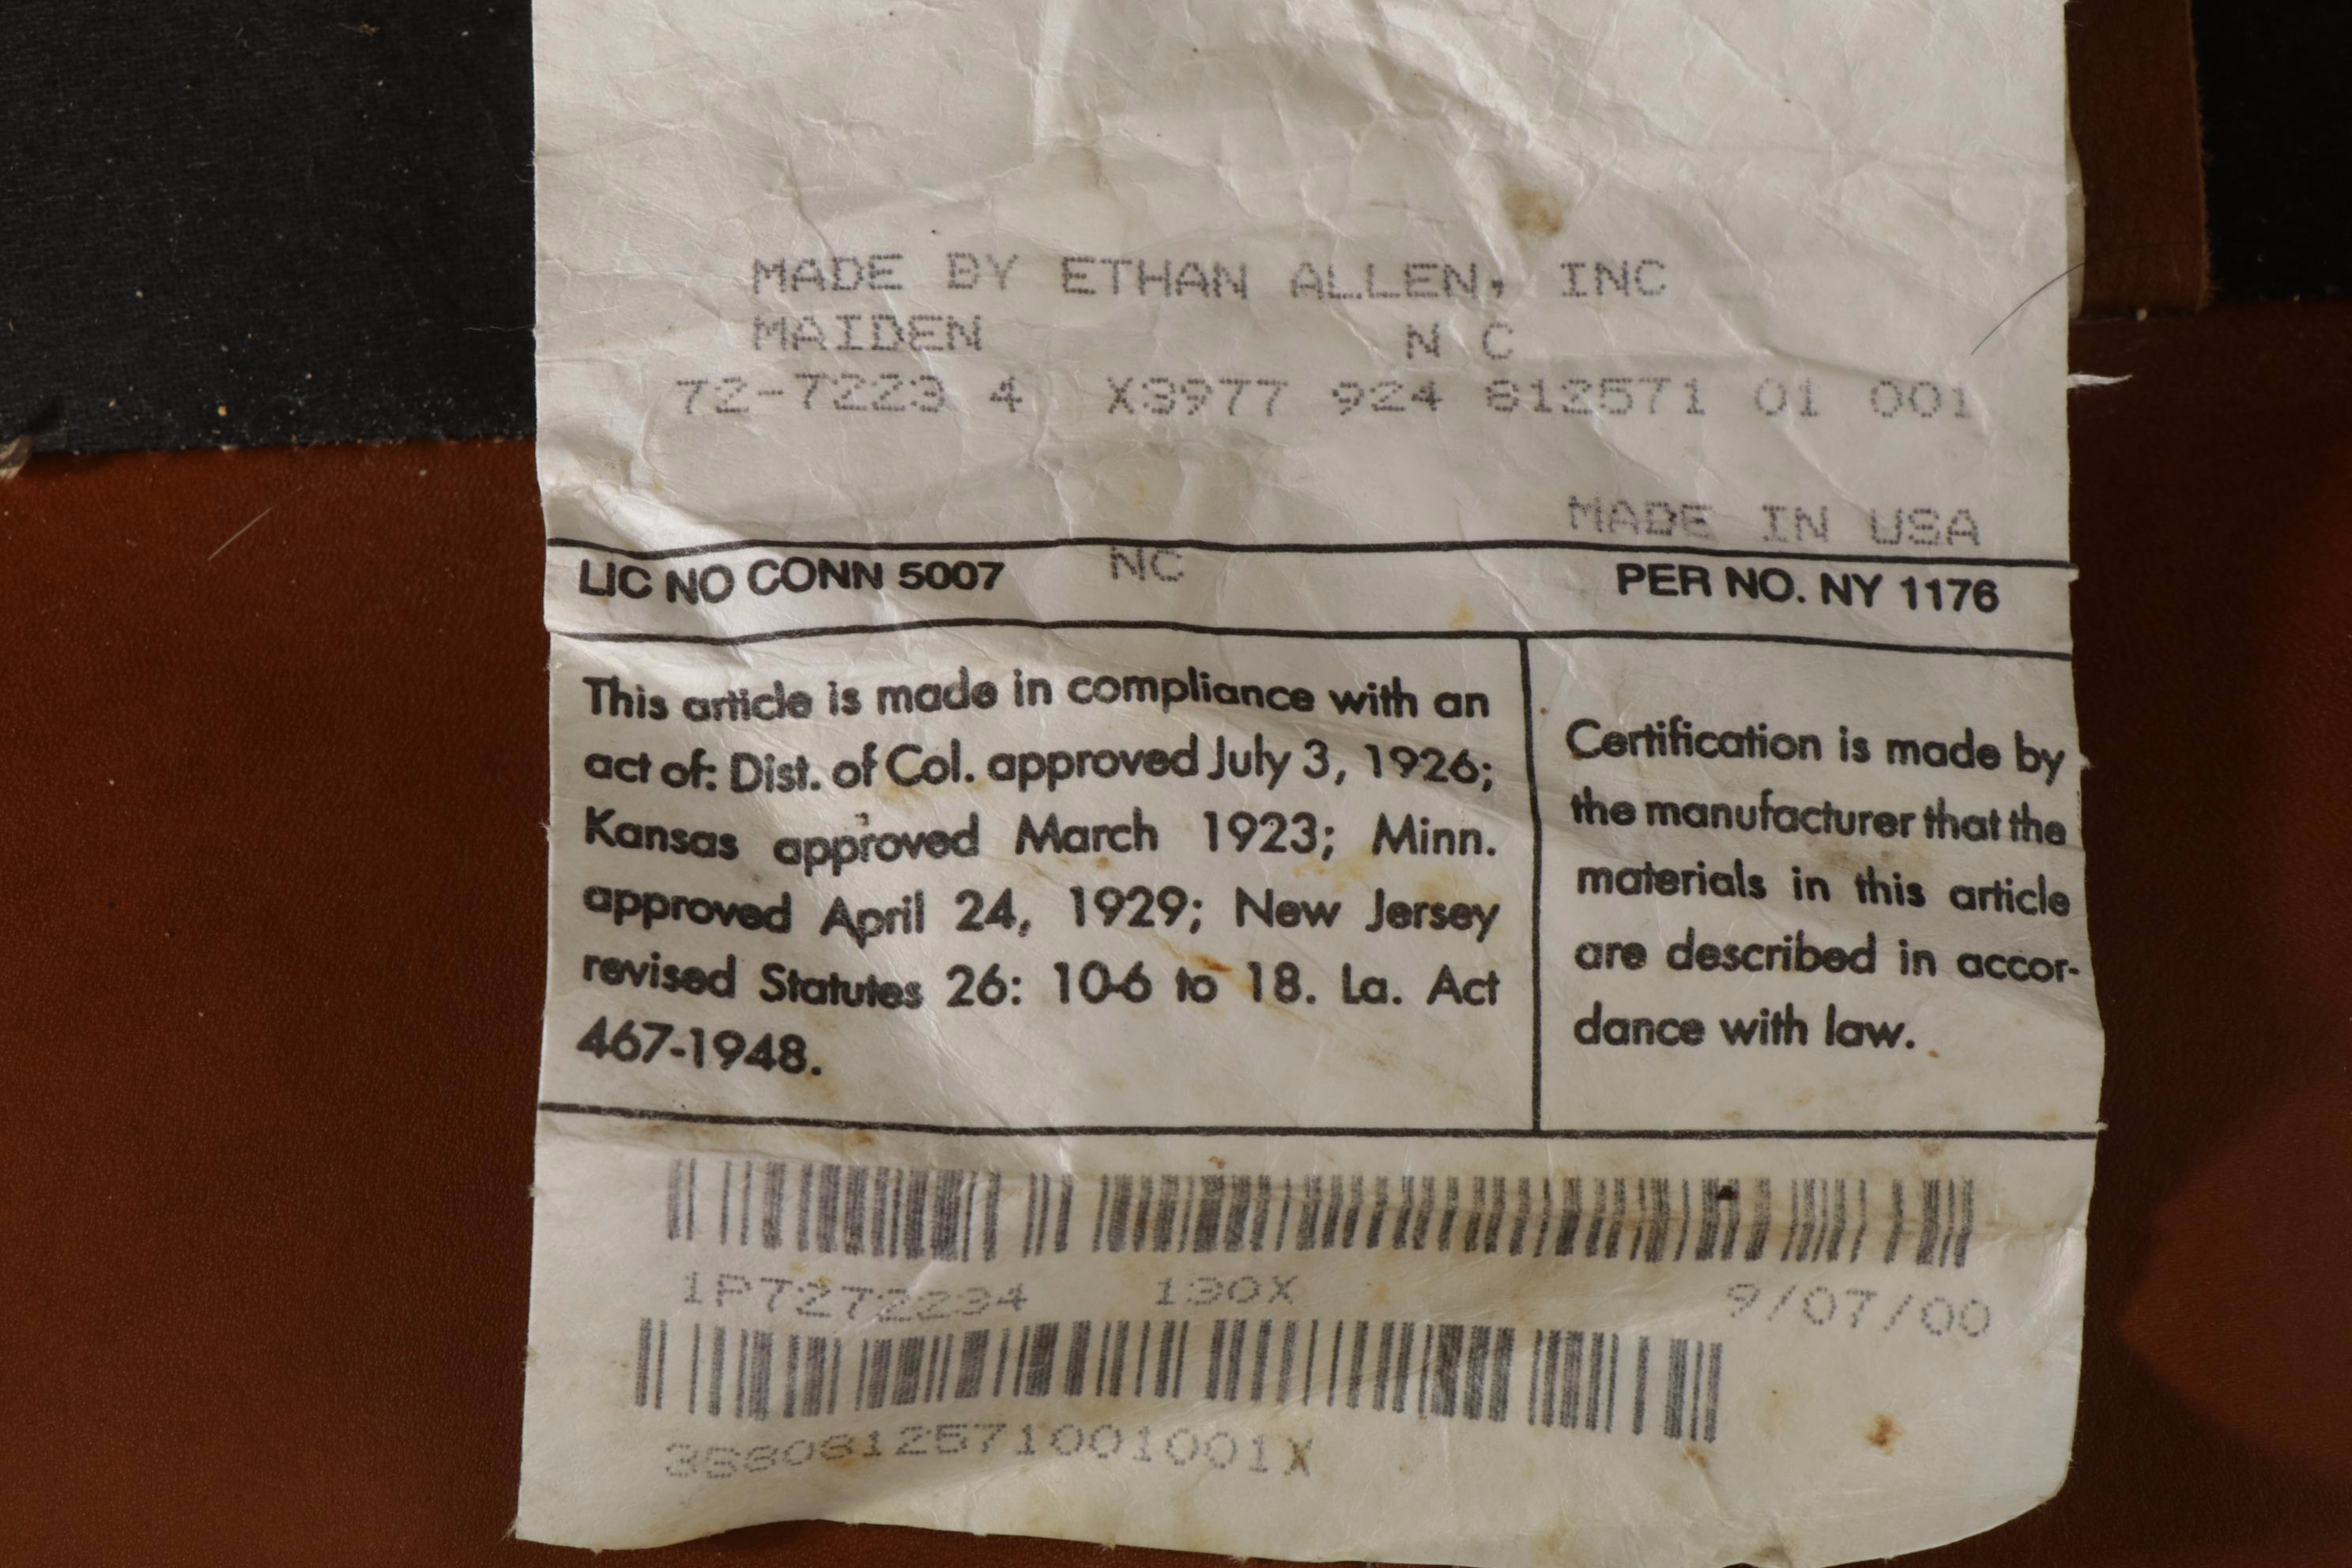 MADE BY ETHAN ALLEN, INC
MAIDEN N C
72-7223 4 X3977 924 812571 01 001
MADE IN USA
LIC NO CONN 5007 NC PER NO. NY 1176
This article is made in compliance with an
act of: Dist. of Col. approved July 3, 1926;
Kansas approved March 1923; Minn.
approved April 24, 1929; New Jersey
revised Statutes 26: 10-6 to 18. La. Act
467-1948.
Certification is made by
the manufacturer that the
materials in this article
are described in accor-
dance with law.
1P7272234 130X 9/07/00